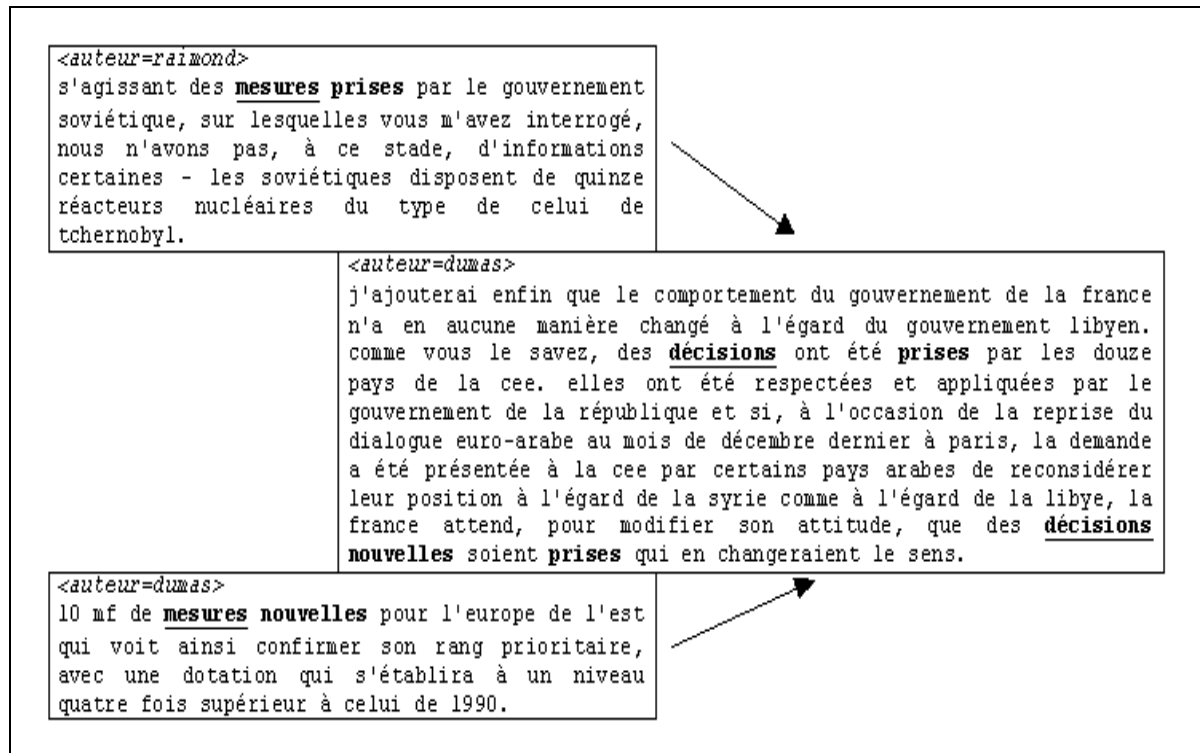 <auteur=raimond>
s'agissant des mesures prises par le gouvernement
soviétique, sur lesquelles vous m'avez interrogé,
nous n'avons pas, à ce stade, d'informations
certaines - les soviétiques disposent de quinze
réacteurs nucléaires du type de celui de
tchernobyl.
<auteur=dumas>
j'ajouterai enfin que le comportement du gouvernement de la france
n'a en aucune manière changé à l'égard du gouvernement libyen.
comme vous le savez, des décisions ont été prises par les douze
pays de la cee. elles ont été respectées et appliquées par le
gouvernement de la république et si, à l'occasion de la reprise du
dialogue euro-arabe au mois de décembre dernier à paris, la demande
a été présentée à la cee par certains pays arabes de reconsidérer
leur position à l'égard de la syrie comme à l'égard de la libye, la
france attend, pour modifier son attitude, que des décisions
nouvelles soient prises qui en changeraient le sens.
<auteur=dumas>
10 mf de mesures nouvelles pour l'europe de l'est
qui voit ainsi confirmer son rang prioritaire,
avec une dotation qui s'établira à un niveau
quatre fois supérieur à celui de 1990.